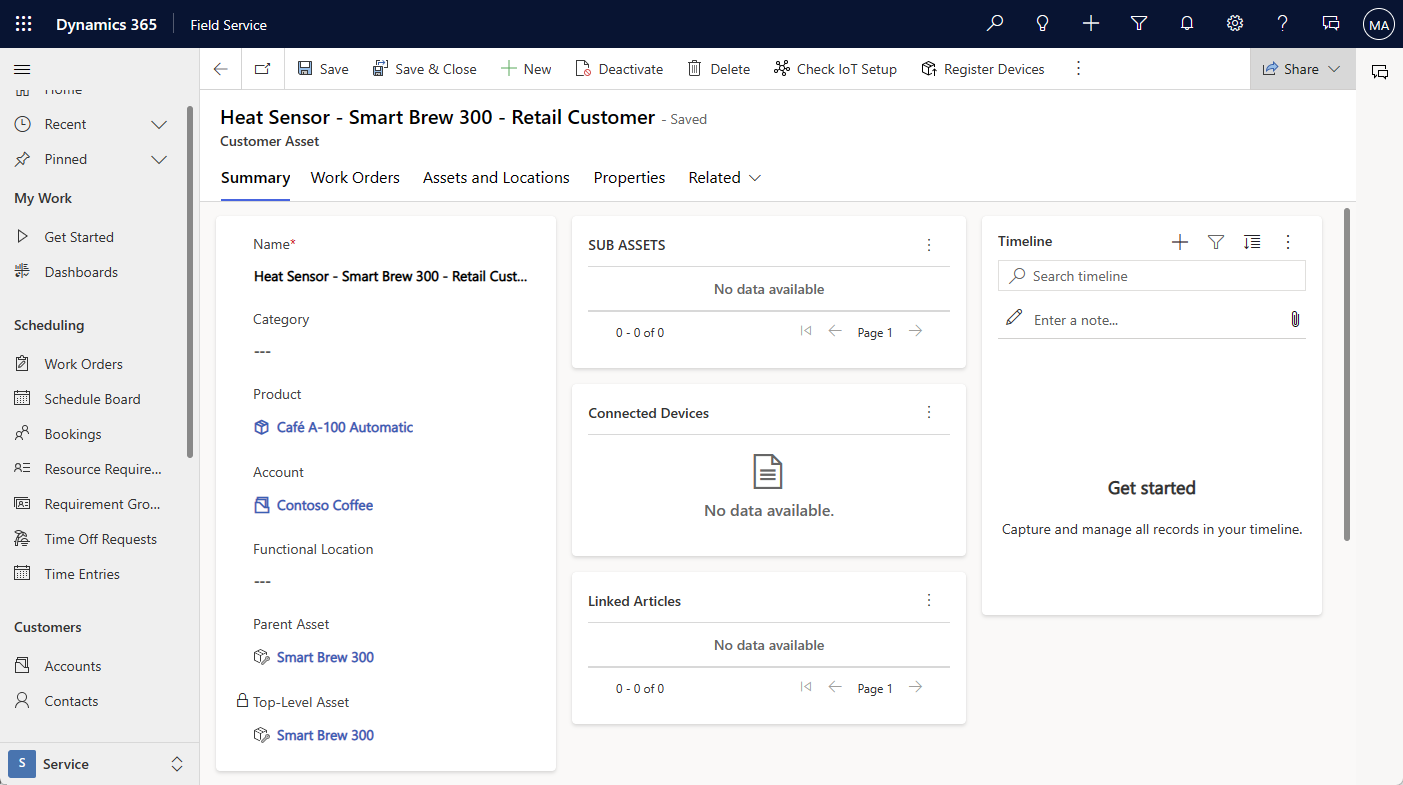 Dynamics 365
Field Service
MA
Home
Recent
Pinned
My Work
Get Started
Dashboards
Scheduling
Work Orders
Schedule Board
Bookings
Resource Require...
Requirement Gro...
Time Off Requests
Time Entries
Customers
Accounts
Contacts
S
Service
Save
Save & Close
New
Deactivate
Delete
Check IoT Setup
Register Devices
Share
Heat Sensor - Smart Brew 300 - Retail Customer - Saved
Customer Asset
Summary
Work Orders
Assets and Locations
Properties
Related
Name*
Heat Sensor - Smart Brew 300 - Retail Cust...
Category
---
Product
Café A-100 Automatic
Account
Contoso Coffee
Functional Location
---
Parent Asset
Smart Brew 300
Top-Level Asset
Smart Brew 300
SUB ASSETS
No data available
0 - 0 of 0
Page 1
Connected Devices
No data available.
Linked Articles
No data available
0 - 0 of 0
Page 1
Timeline
Search timeline
Enter a note...
Get started
Capture and manage all records in your timeline.